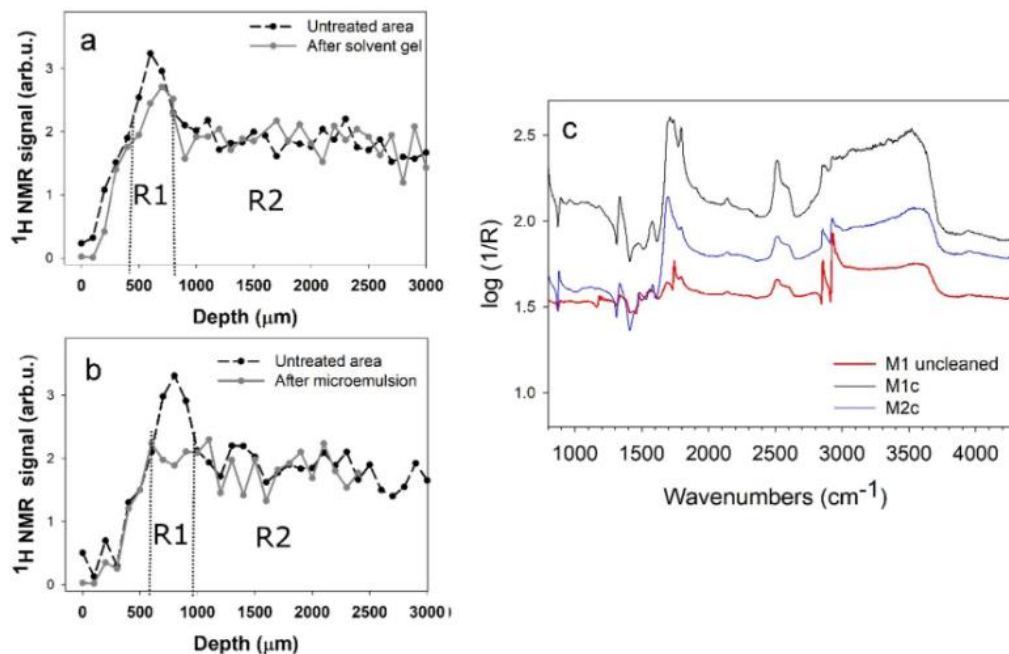 a
Untreated area
After solvent gel
¹H NMR signal (arb.u.)
3
2
1
0
R1
R2
0 500 1000 1500 2000 2500 3000
Depth (μm)
b
Untreated area
After microemulsion
¹H NMR signal (arb.u.)
3
2
1
0
R1
R2
0 500 1000 1500 2000 2500 3000
Depth (μm)
c
log (1/R)
2.5
2.0
1.5
1.0
M1 uncleaned
M1c
M2c
1000 1500 2000 2500 3000 3500 4000
Wavenumbers (cm⁻¹)